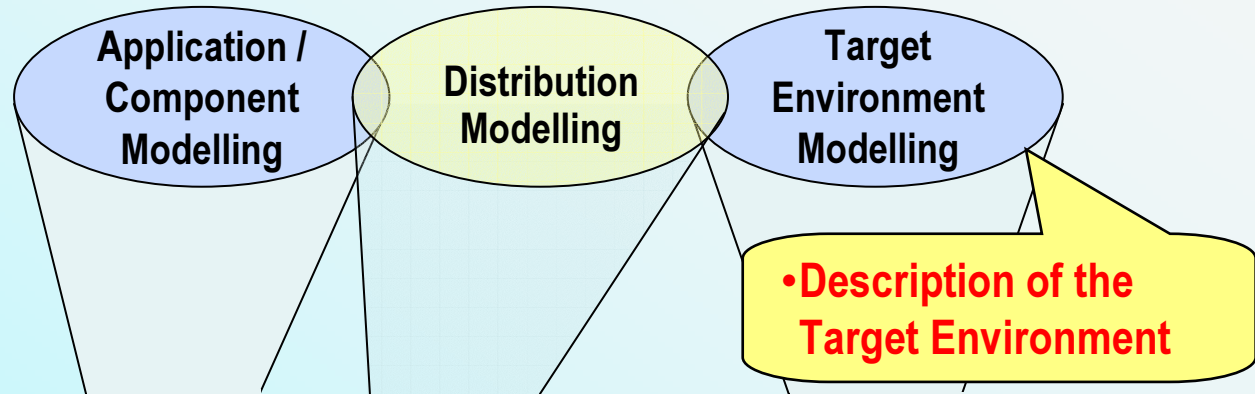 Application /
Component
Modelling
Distribution
Modelling
Target
Environment
Modelling
•Description of the
Target Environment